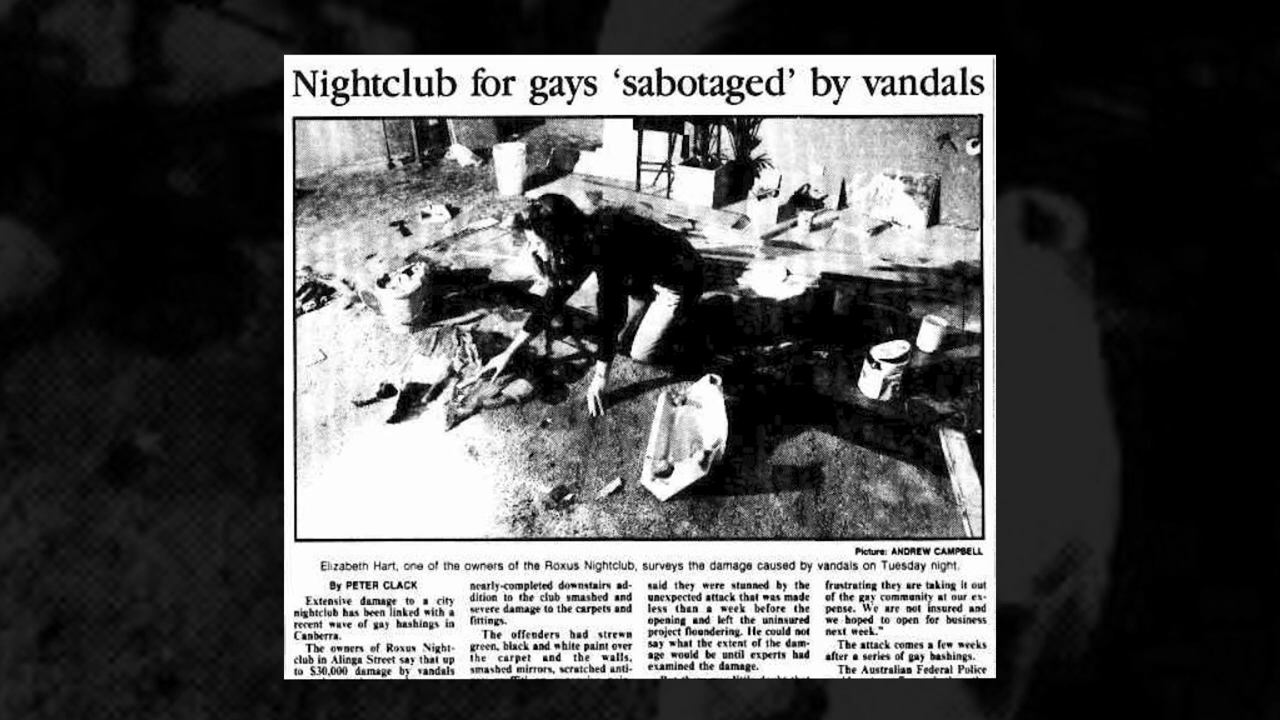 Nightclub for gays 'sabotaged' by vandals
Picture: ANDREW CAMPBELL
Elizabeth Hart, one of the owners of the Roxus Nightclub, surveys the damage caused by vandals on Tuesday night.
By PETER CLACK
Extensive damage to a city
nightclub has been linked with a
recent wave of gay bashings in
Canberra.
The owners of Roxus Night-
club in Alinga Street say that up
to $30,000 damage by vandals
nearly-completed downstairs ad-
dition to the club smashed and
severe damage to the carpets and
fittings.
The offenders had strewn
green, black and white paint over
the carpet and the walls,
smashed mirrors, scratched anti-
said they were stunned by the
unexpected attack that was made
less than a week before the
opening and left the uninsured
project floundering. He could not
say what the extent of the dam-
age would be until experts had
examined the damage.
frustrating they are taking it out
of the gay community at our ex-
pense. We are not insured and
we hoped to open for business
next week."
The attack comes a few weeks
after a series of gay bashings.
The Australian Federal Police